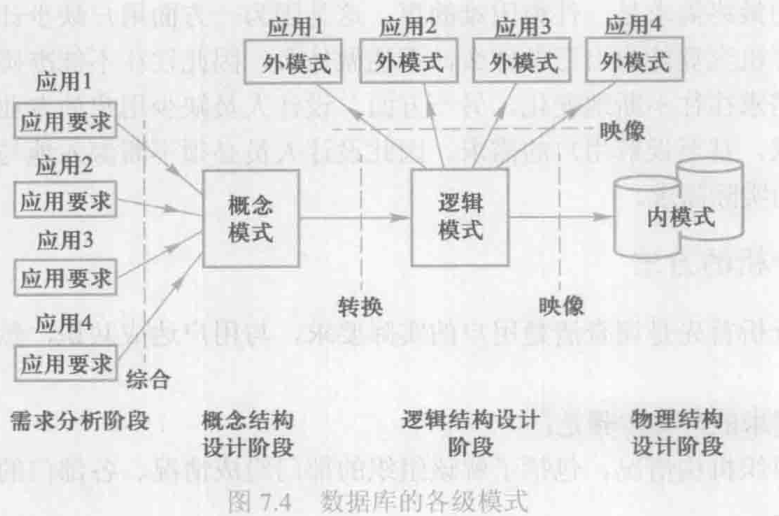 应用1 应用2 应用3 应用4
外模式 外模式 外模式 外模式
映像
应用1
应用要求
应用2
应用要求
应用3
应用要求
应用4
应用要求
综合
概念
模式
转换
逻辑
模式
映像
内模式
需求分析阶段
概念结构
设计阶段
逻辑结构设计
阶段
物理结构
设计阶段
图 7.4 数据库的各级模式